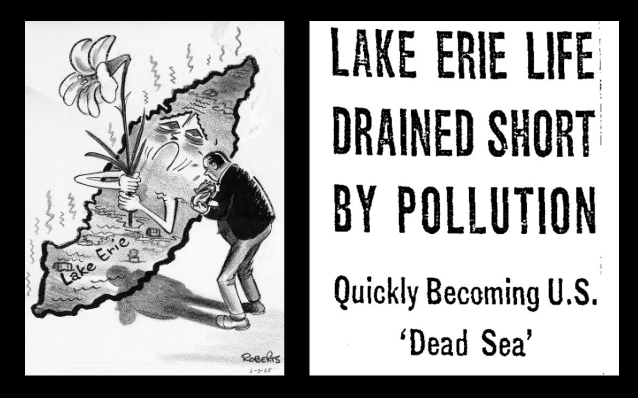 Lake Erie
ROBERTS
LAKE ERIE LIFE
DRAINED SHORT
BY POLLUTION
Quickly Becoming U.S.
‘Dead Sea’